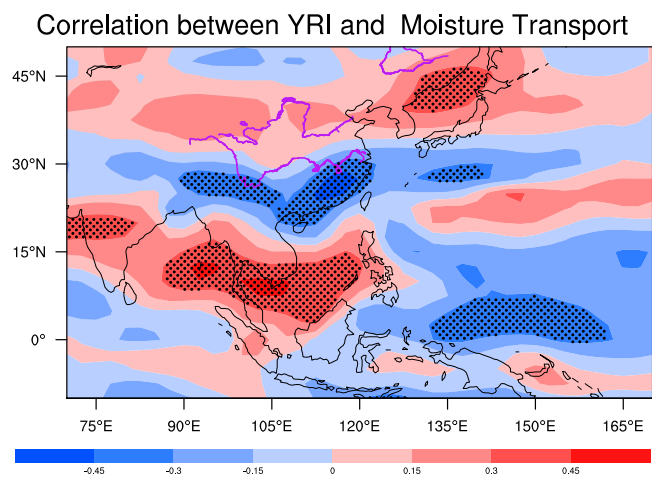 Correlation between YRI and Moisture Transport
45°N
30°N
15°N
0°
75°E 90°E 105°E 120°E 135°E 150°E 165°E
-0.45 -0.3 -0.15 0 0.15 0.3 0.45